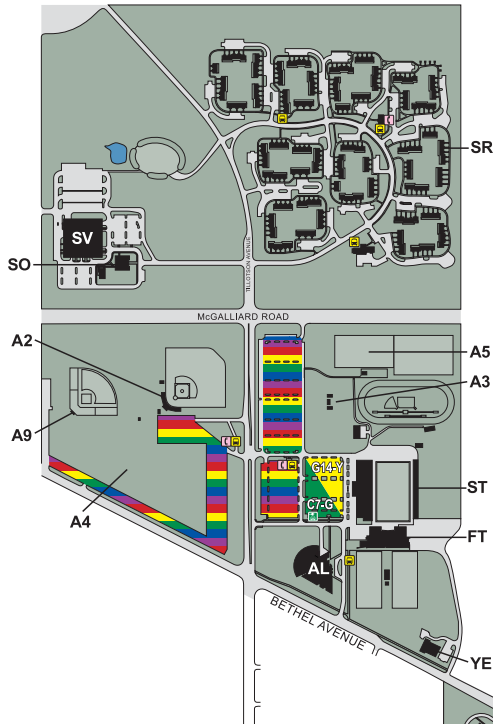 SR
SV
SO
TILLOTSON AVENUE
McGALLIARD ROAD
A2
A5
A3
A9
G14-Y
ST
C7-G
A4
FT
AL
BETHEL AVENUE
YE